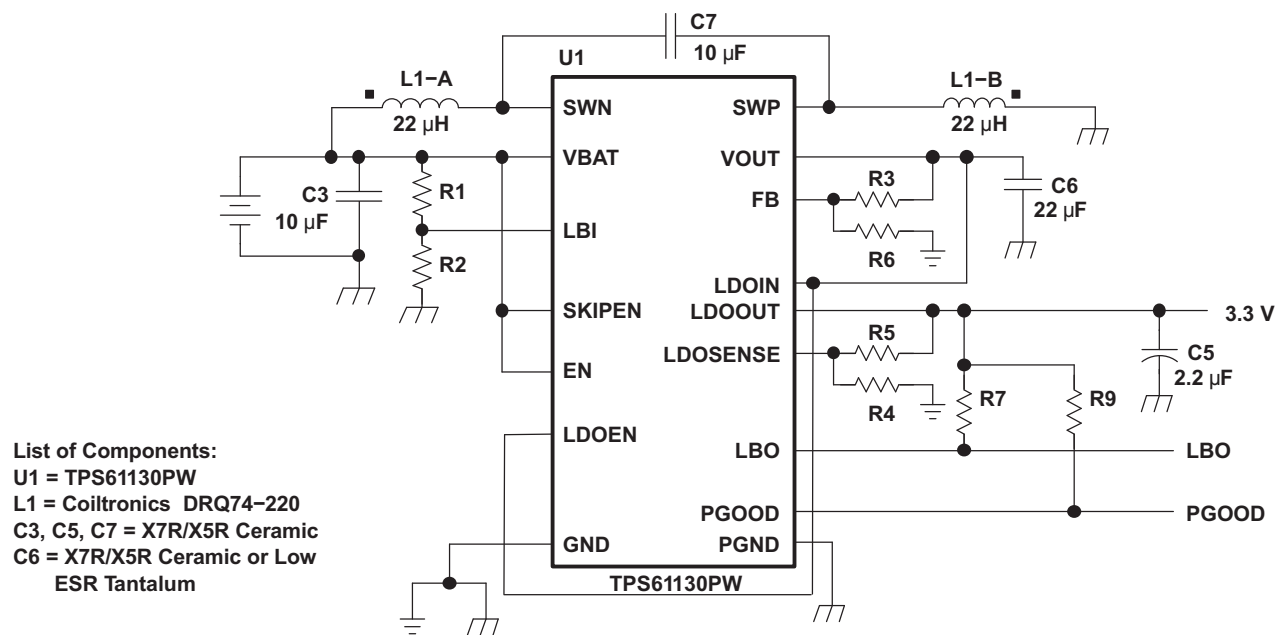 C7
10 µF
U1
L1−A
22 µH
L1−B
22 µH
SWN
SWP
VBAT
VOUT
C3
10 µF
R1
R3
FB
C6
22 µF
LBI
R2
R6
LDOIN
SKIPEN
LDOOUT
3.3 V
R5
LDOSENSE
C5
2.2 µF
EN
R4
R7
R9
LDOEN
LBO
LBO
PGOOD
PGOOD
GND
PGND
TPS61130PW
List of Components:
U1 = TPS61130PW
L1 = Coiltronics DRQ74−220
C3, C5, C7 = X7R/X5R Ceramic
C6 = X7R/X5R Ceramic or Low
ESR Tantalum